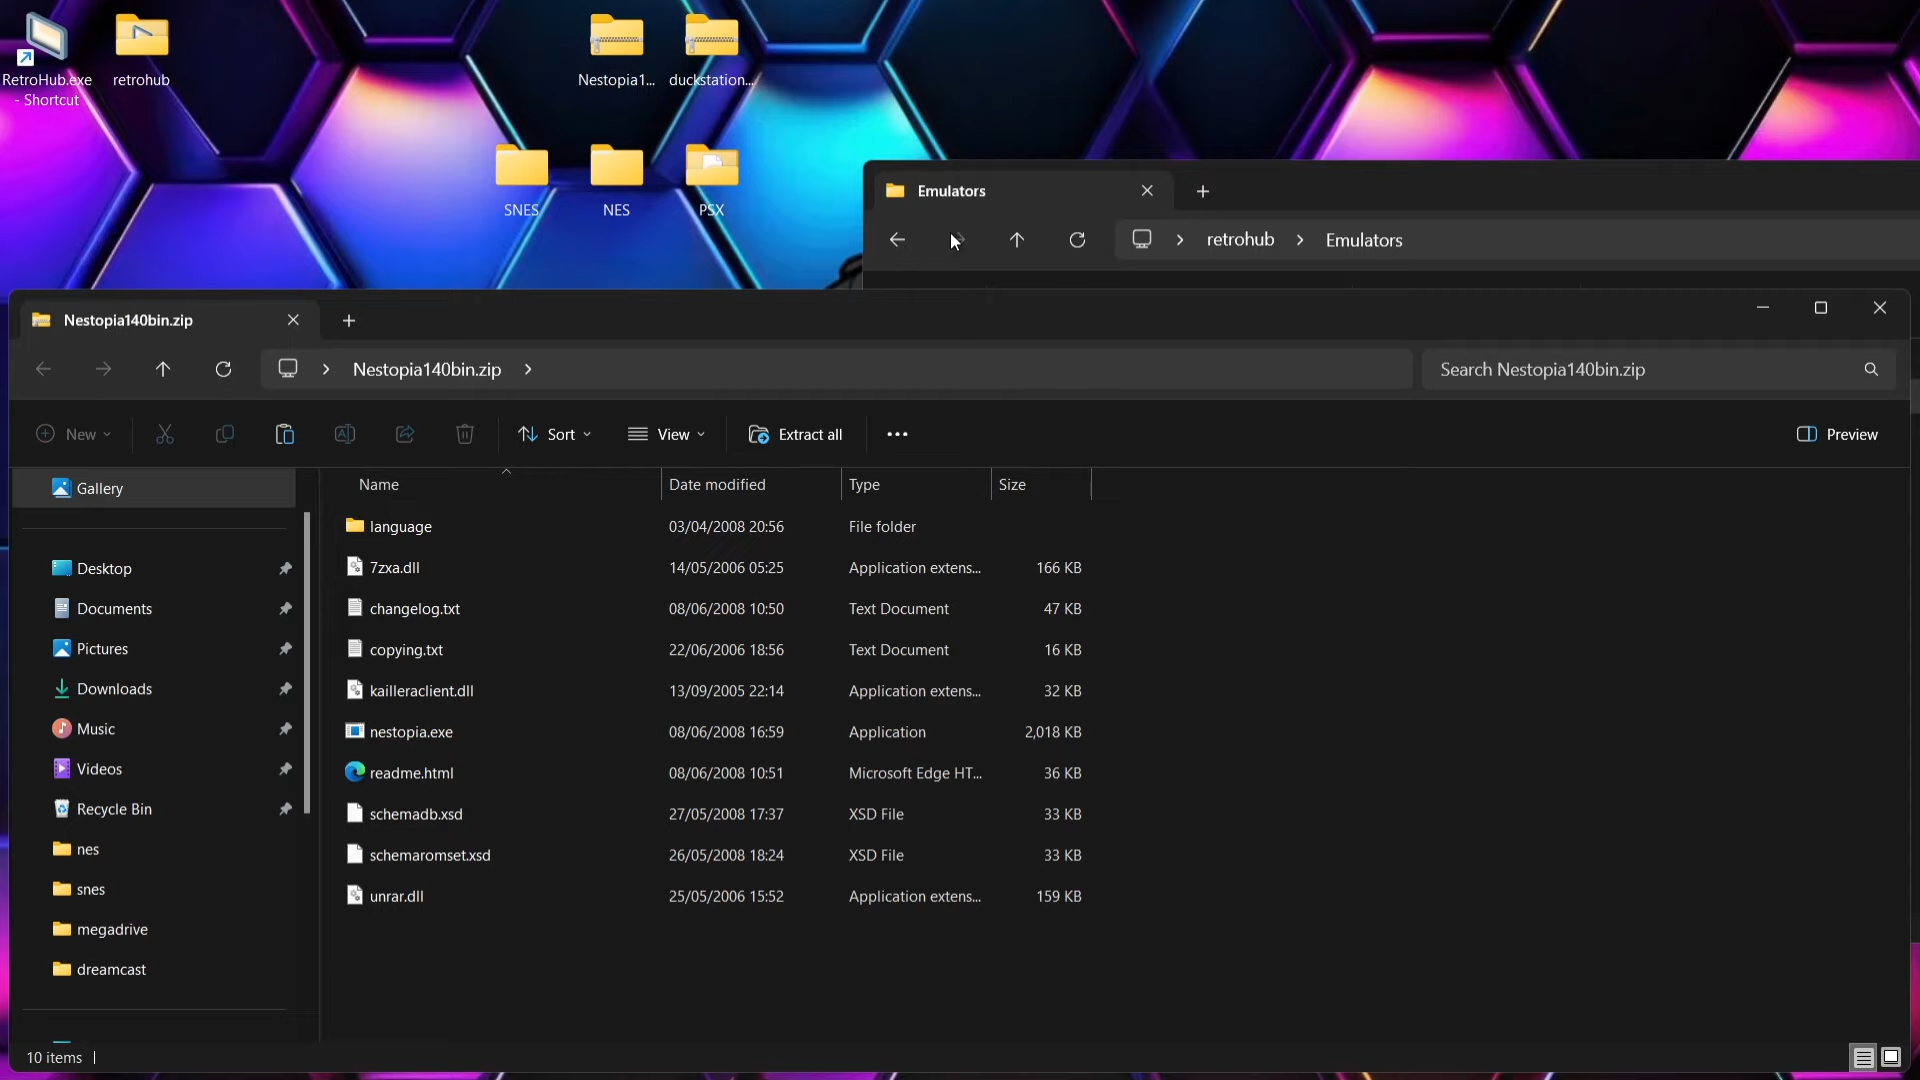 RetroHub.exe
- Shortcut
retrohub
Nestopia1...
duckstation...
SNES
NES
PSX
Emulators
retrohub > Emulators
Nestopia140bin.zip
Nestopia140bin.zip
Search Nestopia140bin.zip
New
Sort
View
Extract all
Preview
Gallery
Desktop
Documents
Pictures
Downloads
Music
Videos
Recycle Bin
nes
snes
megadrive
dreamcast
Name Date modified Type Size
language 03/04/2008 20:56 File folder
7zxa.dll 14/05/2006 05:25 Application extens... 166 KB
changelog.txt 08/06/2008 10:50 Text Document 47 KB
copying.txt 22/06/2006 18:56 Text Document 16 KB
kailleraclient.dll 13/09/2005 22:14 Application extens... 32 KB
nestopia.exe 08/06/2008 16:59 Application 2,018 KB
readme.html 08/06/2008 10:51 Microsoft Edge HT... 36 KB
schemadb.xsd 27/05/2008 17:37 XSD File 33 KB
schemaromset.xsd 26/05/2008 18:24 XSD File 33 KB
unrar.dll 25/05/2006 15:52 Application extens... 159 KB
10 items